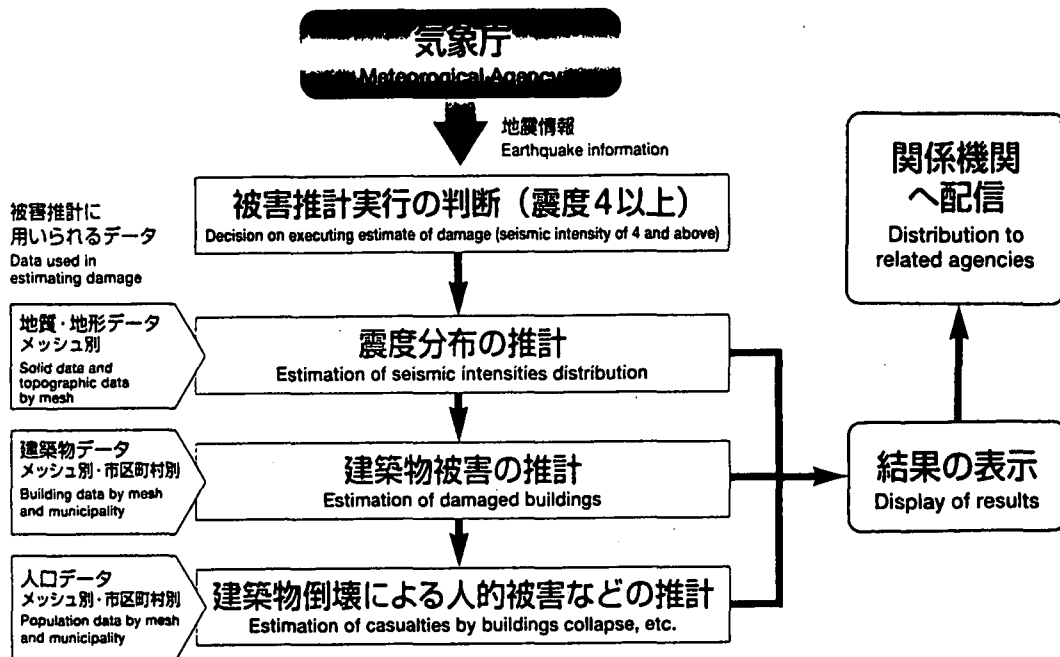 気象庁
Meteorogical Agency
地震情報
Earthquake information
被害推計実行の判断（震度4以上）
Decision on executing estimate of damage (seismic intensity of 4 and above)
被害推計に
用いられるデータ
Data used in
estimating damage
地質・地形データ
メッシュ別
Solid data and
topographic data
by mesh
震度分布の推計
Estimation of seismic intensities distribution
建築物データ
メッシュ別・市区町村別
Building data by mesh
and municipality
建築物被害の推計
Estimation of damaged buildings
人口データ
メッシュ別・市区町村別
Population data by mesh
and municipality
建築物倒壊による人的被害などの推計
Estimation of casualties by buildings collapse, etc.
関係機関
へ配信
Distribution to
related agencies
結果の表示
Display of results